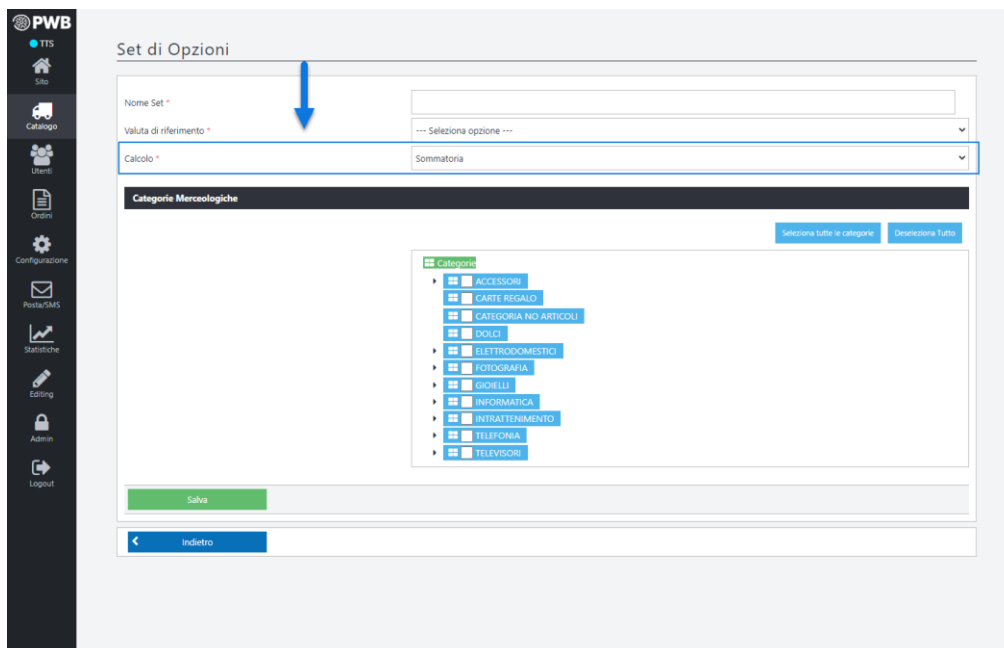 PWB
TTS
Sito
Catalogo
Utenti
Ordini
Configurazione
Posta/SMS
Statistiche
Editing
Admin
Logout
Set di Opzioni
Nome Set *
Valuta di riferimento *
--- Seleziona opzione ---
Calcolo *
Sommatoria
Categorie Merceologiche
Seleziona tutte le categorie
Deseleziona Tutto
Categorie
ACCESSORI
CARTE REGALO
CATEGORIA NO ARTICOLI
DOLCI
ELETTRODOMESTICI
FOTOGRAFIA
GIOIELLI
INFORMATICA
INTRATTENIMENTO
TELEFONIA
TELEVISORI
Salva
Indietro